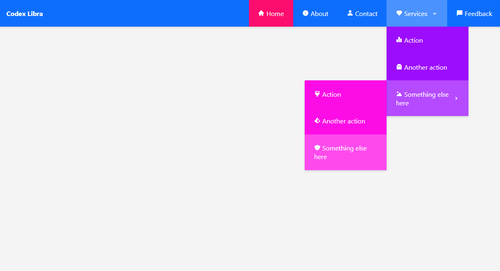 Codex Libra
Home
About
Contact
Services
Feedback
Action
Another action
Something else
here
Action
Another action
Something else
here